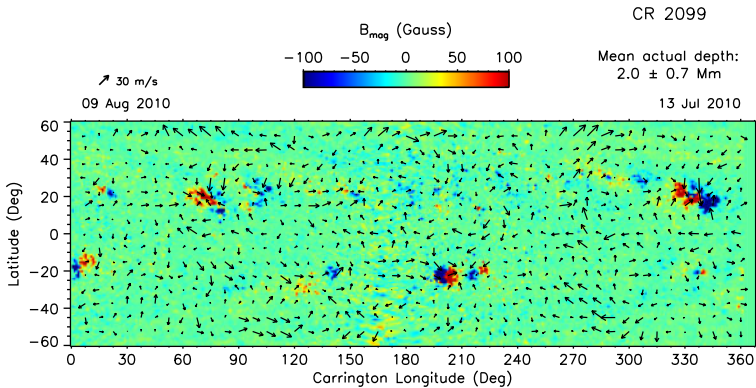 CR 2099
Bmag (Gauss)
−100 −50 0 50 100
Mean actual depth:
2.0 ± 0.7 Mm
30 m/s
09 Aug 2010
13 Jul 2010
60
40
20
0
−20
−40
−60
Latitude (Deg)
0 30 60 90 120 150 180 210 240 270 300 330 360
Carrington Longitude (Deg)